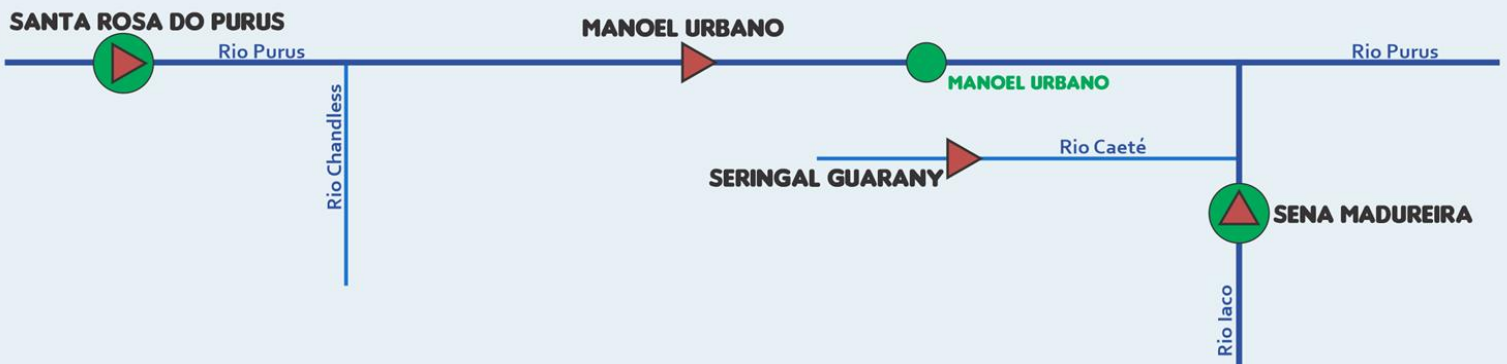 SANTA ROSA DO PURUS
MANOEL URBANO
Rio Purus
Rio Purus
MANOEL URBANO
Rio Chandless
Rio Caeté
SERINGAL GUARANY
SENA MADUREIRA
Rio Iaco